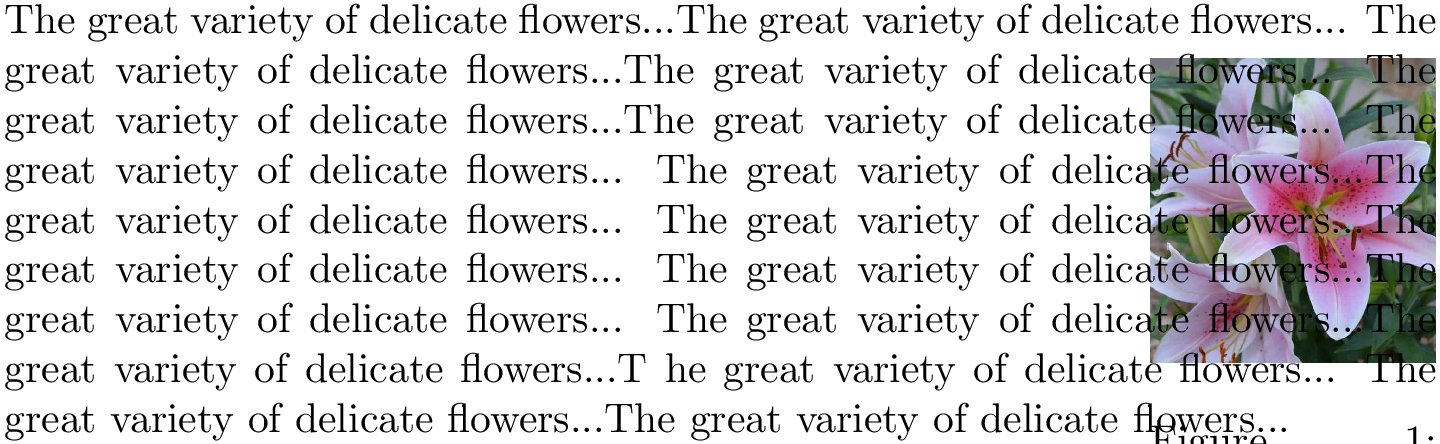 The great variety of delicate flowers...The great variety of delicate flowers... The
great variety of delicate flowers...The great variety of delicate flowers... The
great variety of delicate flowers...The great variety of delicate flowers... The
great variety of delicate flowers... The great variety of delicate flowers...The
great variety of delicate flowers... The great variety of delicate flowers...The
great variety of delicate flowers... The great variety of delicate flowers...The
great variety of delicate flowers... The great variety of delicate flowers...The
great variety of delicate flowers...T he great variety of delicate flowers... The
great variety of delicate flowers...The great variety of delicate flowers...
Figure 1: